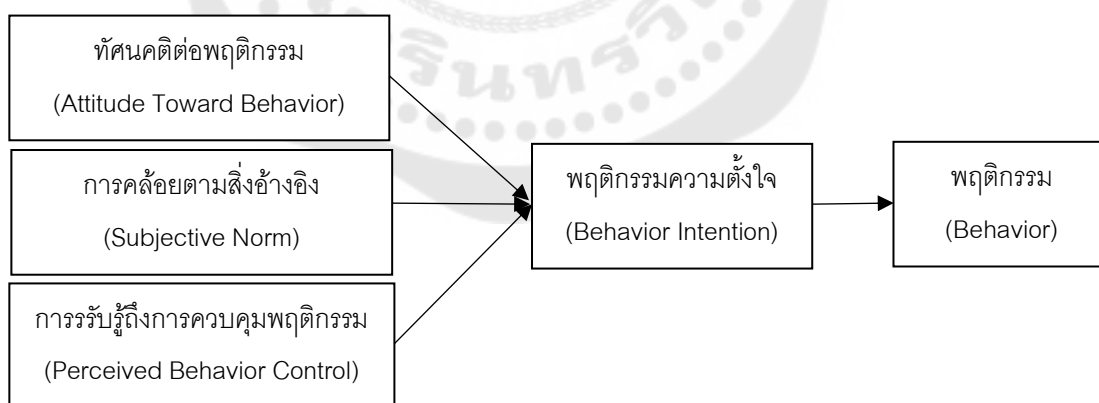 ทัศนคติต่อพฤติกรรม
(Attitude Toward Behavior)
การคล้อยตามสิ่งอ้างอิง
(Subjective Norm)
การรรับรู้ถึงการควบคุมพฤติกรรม
(Perceived Behavior Control)
พฤติกรรมความตั้งใจ
(Behavior Intention)
พฤติกรรม
(Behavior)